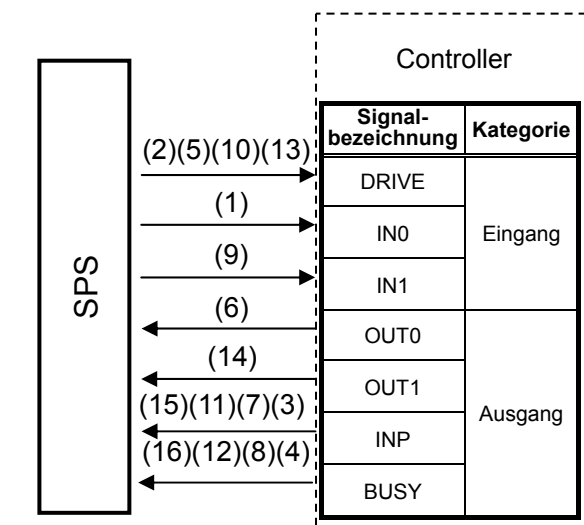 Controller
Signal-
bezeichnung
Kategorie
(2)(5)(10)(13)
DRIVE
(1)
IN0
Eingang
(9)
IN1
SPS
(6)
OUT0
(14)
OUT1
(15)(11)(7)(3)
Ausgang
INP
(16)(12)(8)(4)
BUSY